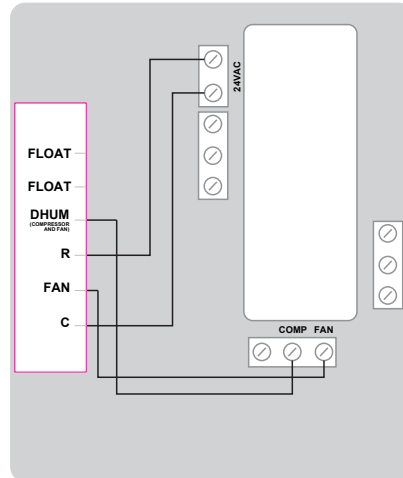 24VAC
FLOAT
FLOAT
DHUM
(COMPRESSOR
AND FAN)
R
FAN
C
COMP FAN